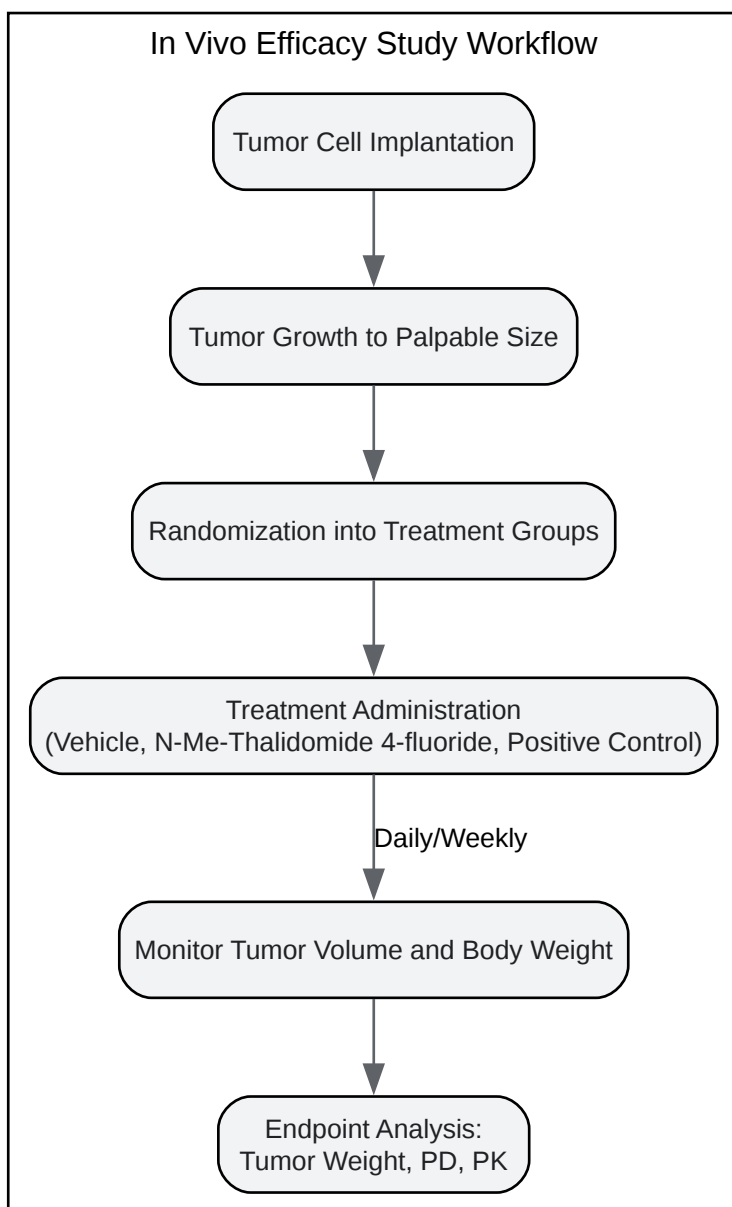 In Vivo Efficacy Study Workflow
Tumor Cell Implantation
Tumor Growth to Palpable Size
Randomization into Treatment Groups
Treatment Administration
(Vehicle, N-Me-Thalidomide 4-fluoride, Positive Control)
Daily/Weekly
Monitor Tumor Volume and Body Weight
Endpoint Analysis:
Tumor Weight, PD, PK